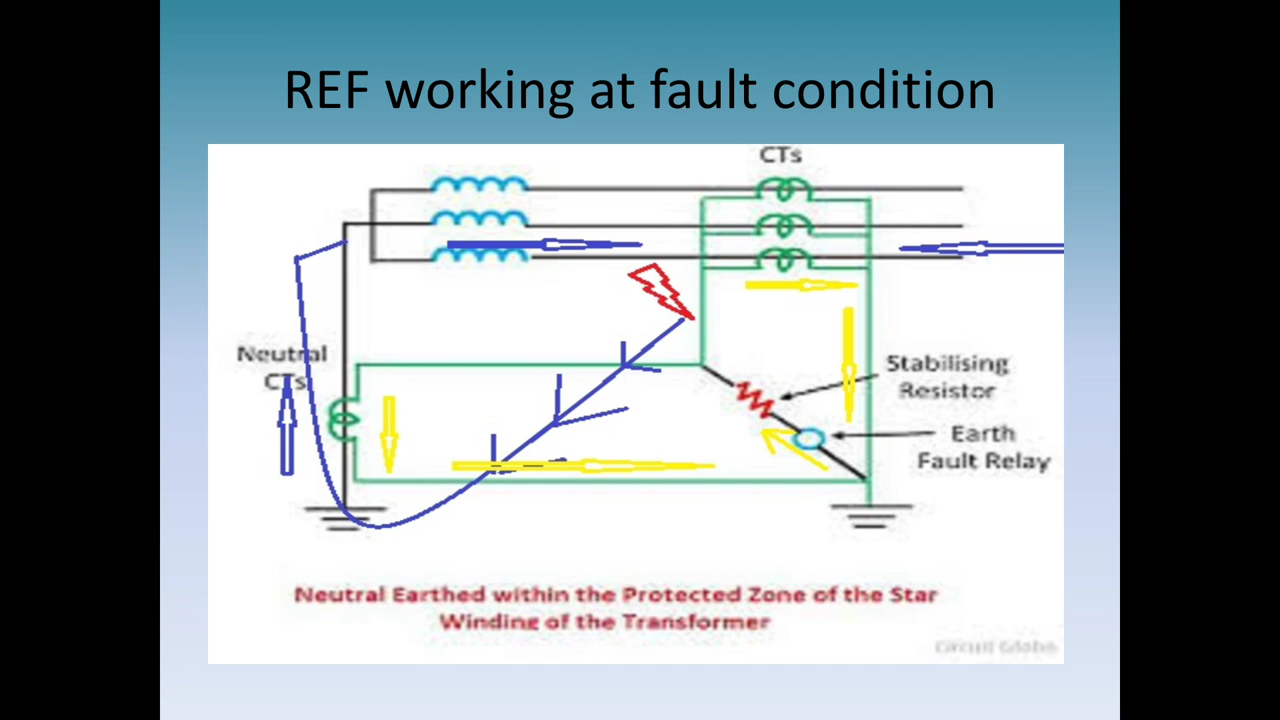 REF working at fault condition
CTs
Neutral
CTs
Stabilising
Resistor
Earth
Fault Relay
Neutral Earthed within the Protected Zone of the Star
Winding of the Transformer
Circuit Globe